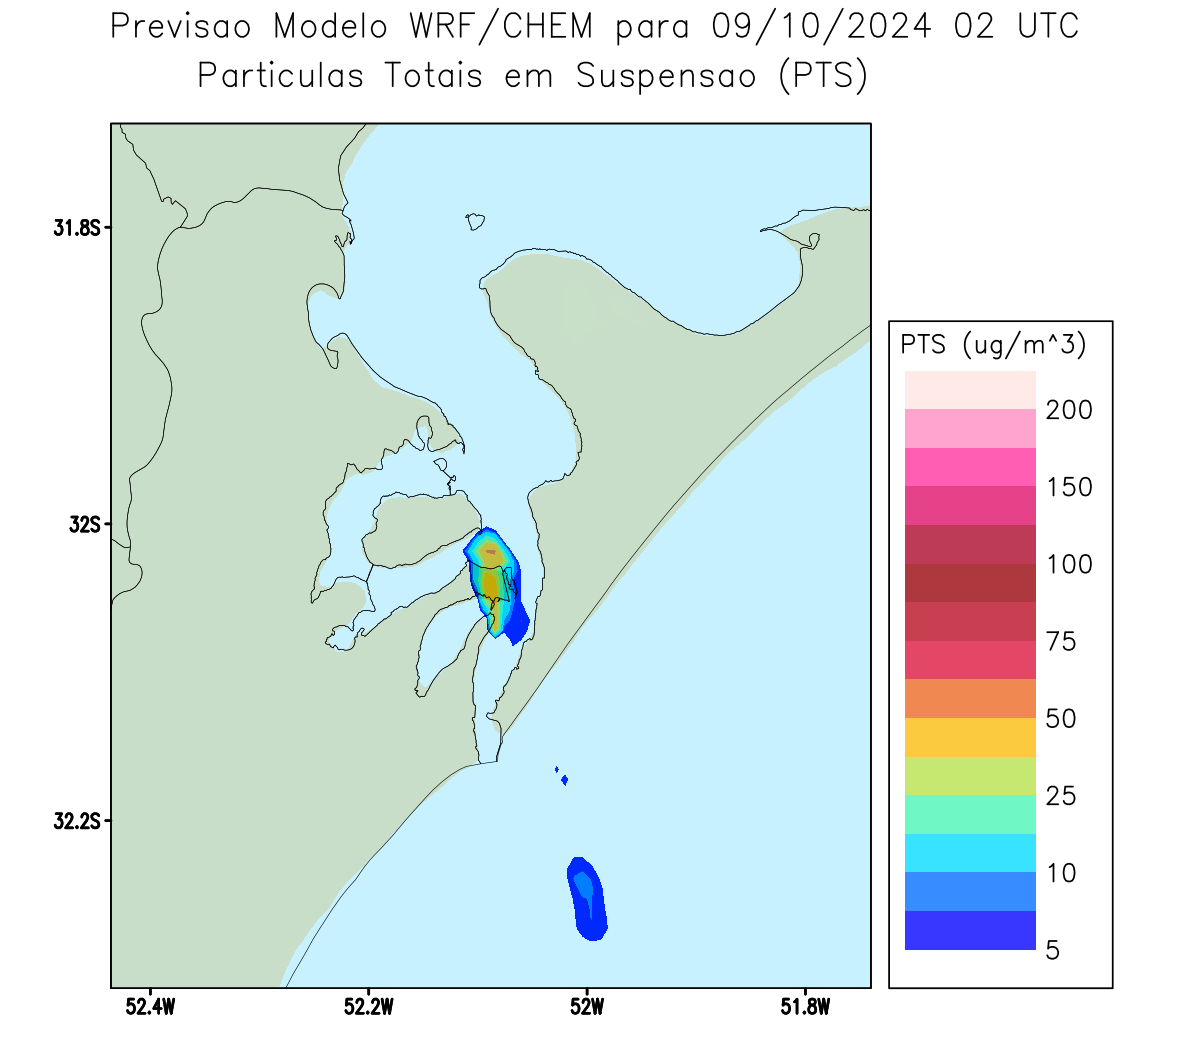 Previsao Modelo WRF/CHEM para 09/10/2024 02 UTC
Particulas Totais em Suspensao (PTS)
31.8S
32S
32.2S
52.4W
52.2W
52W
51.8W
PTS (ug/m^3)
200
150
100
75
50
25
10
5